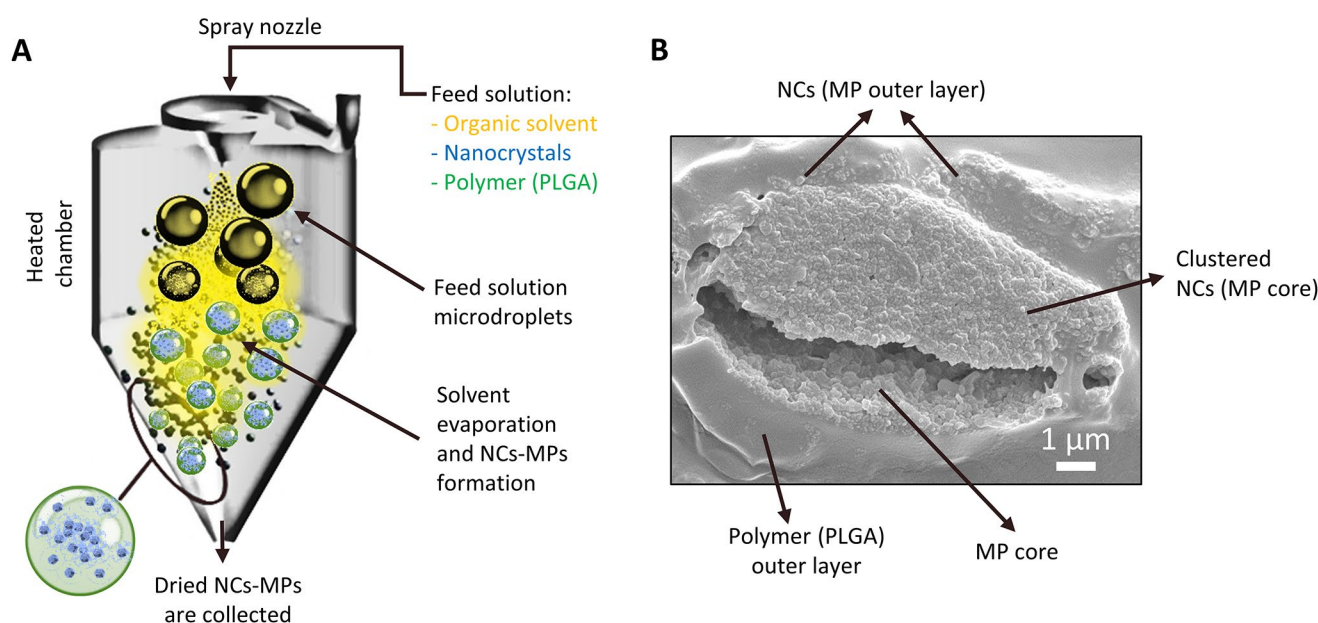 A
Spray nozzle
Feed solution:
- Organic solvent
- Nanocrystals
- Polymer (PLGA)
Heated
chamber
Feed solution
microdroplets
Solvent
evaporation
and NCs-MPs
formation
Dried NCs-MPs
are collected
B
NCs (MP outer layer)
Clustered
NCs (MP core)
1 µm
Polymer (PLGA)
outer layer
MP core